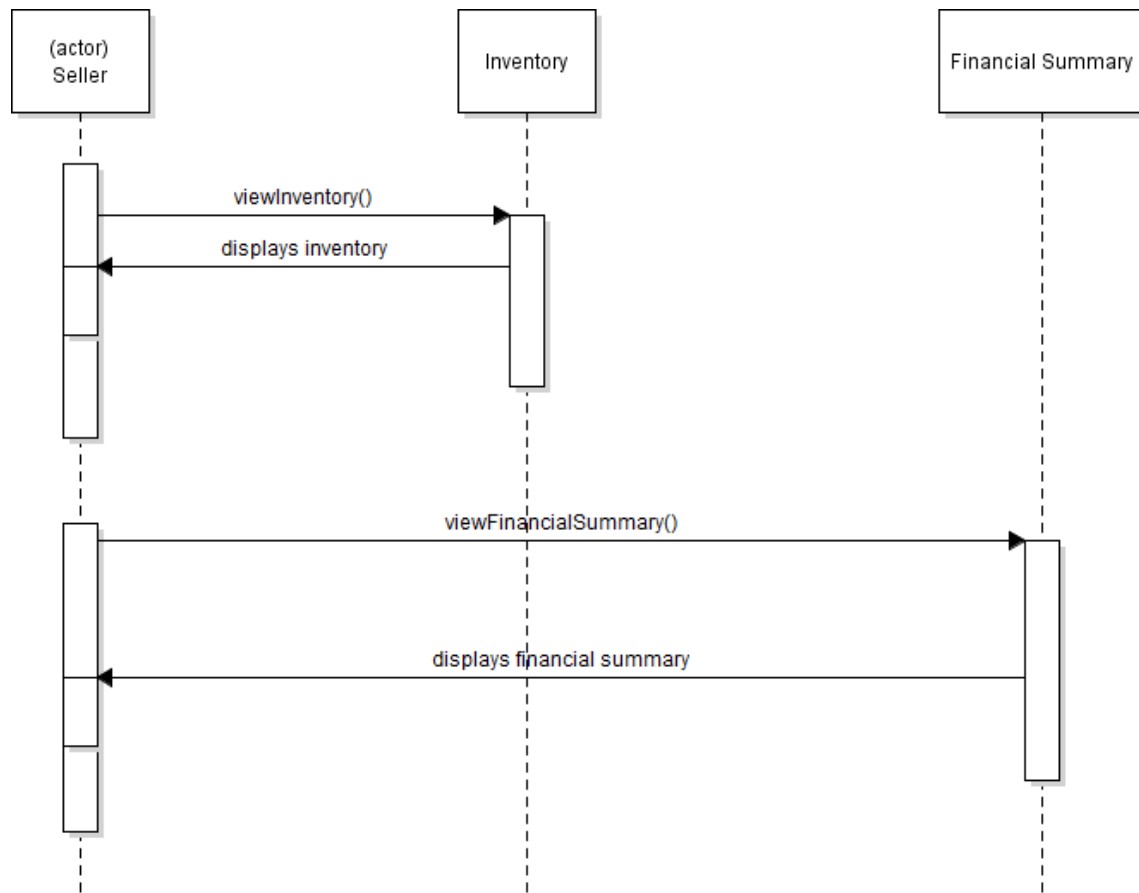 (actor)
Seller
Inventory
Financial Summary
viewInventory()
displays inventory
viewFinancialSummary()
displays financial summary